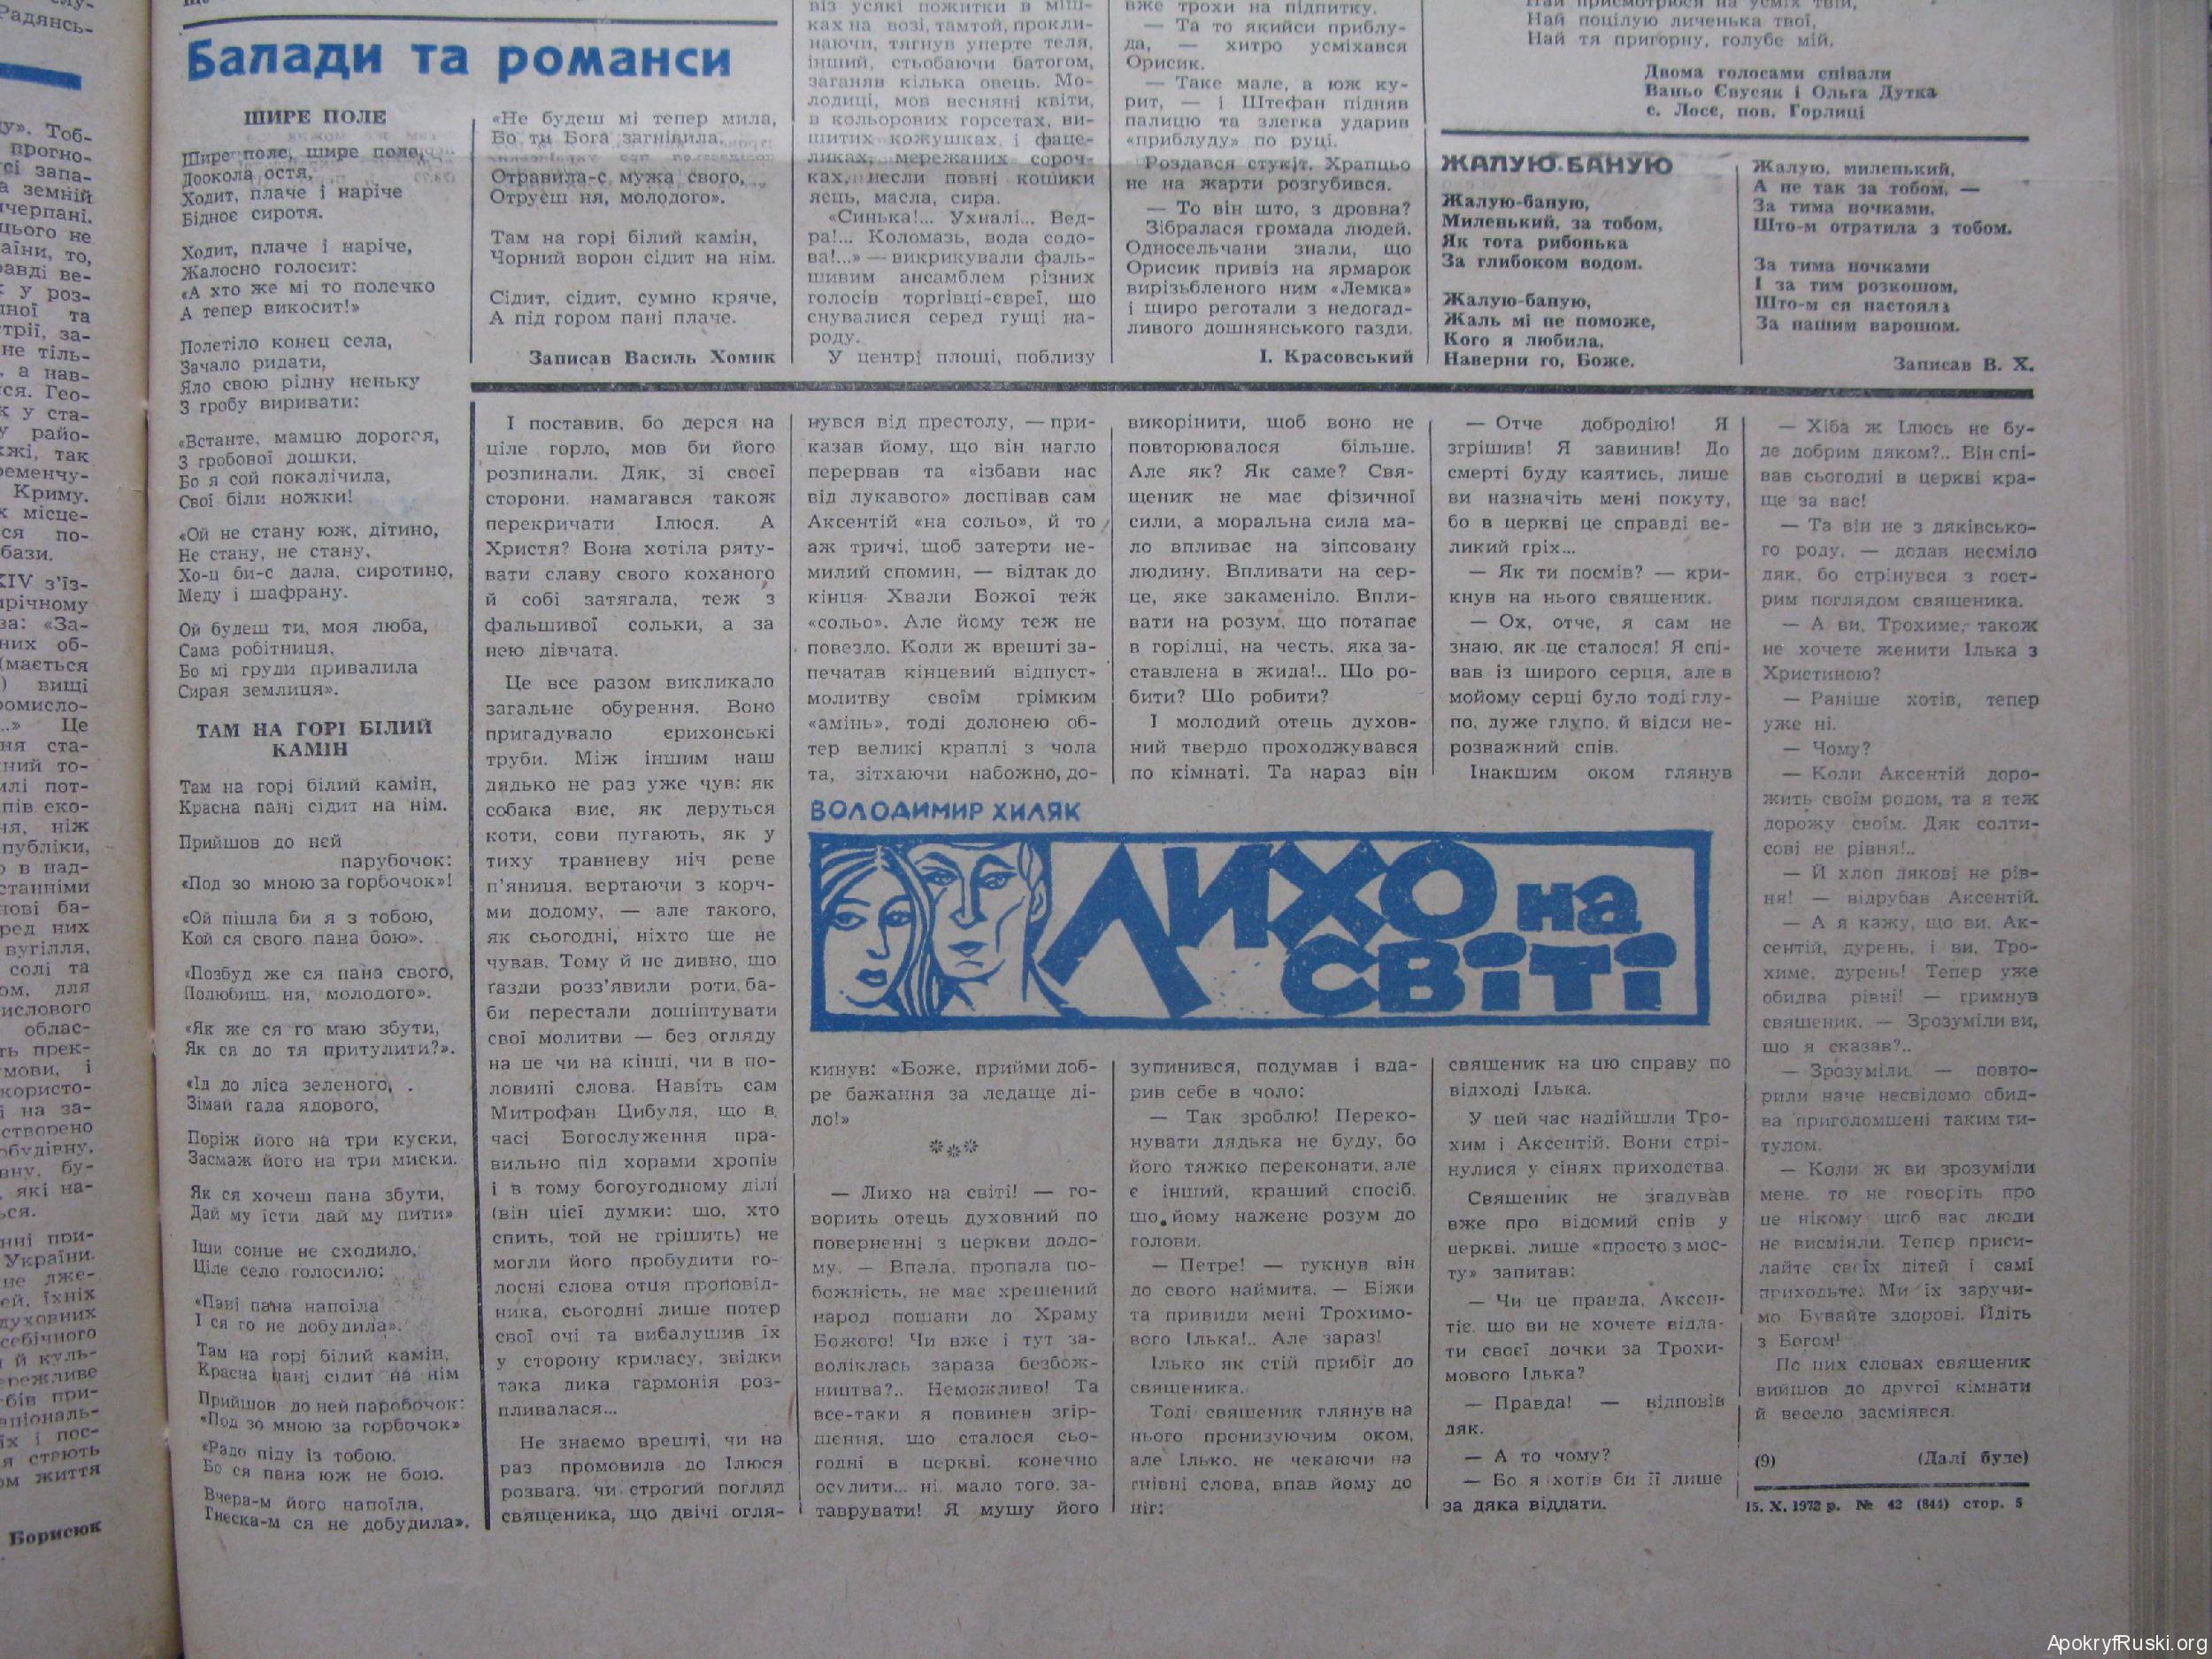 Балади та романси
ШИРЕ ПОЛЕ
Шире поле, шире поле,
Доокола остя,
Ходит, плаче і наріче
Бідноє сиротя.
Ходит, плаче і наріче,
Жалосно голосит:
«А хто же мі то полечко
А тепер викосит!»
Полетіло конец села,
Зачало ридати,
Яло свою рідну неньку
З гробу виривати:
«Встанте, мамцю дорогая,
З гробової дошки,
Бо я сой покалічила,
Свої біли ножки!
«Ой не стану юж, дітино,
Не стану, не стану,
Хо-ц би-с дала, сиротино,
Меду і шафрану.
Ой будеш ти, моя люба,
Сама робітниця,
Бо мі груди привалила
Сирая землиця».
ТАМ НА ГОРІ БІЛИЙ
КАМІН
Там на горі білий камін,
Красна пані сідит на нім.
Прийшов до ней
парубочок:
«Под зо мною за горбочок»!
«Ой пішла би я з тобою,
Кой ся свого пана бою».
«Позбуд же ся пана свого,
Полюбиш ня, молодого».
«Як же ся го маю збути,
Як ся до тя притулити?».
«Ід до ліса зеленого,
Зімай гада ядового,
Поріж його на три куски,
Засмаж його на три миски.
Як ся хочеш пана збути,
Дай му їсти дай му пити»
Іщи сонце не сходило,
Ціле село голосило:
«Пані пана напоїла
І ся го не добудила».
Там на горі білий камін,
Красна пані сідит на нім
Прийшов до ней паробочок:
«Под зо мною за горбочок»
«Радо піду із тобою.
Бо ся пана юж не бою.
Вчера-м його напоїла,
Гнеска-м ся не добудила».
«Не будеш мі тепер мила,
Бо ти Бога загнівила.
Отравила-с мужа свого,
Отруєш ня, молодого».
Там на горі білий камін,
Чорний ворон сідит на нім.
Сідит, сідит, сумно кряче,
А під гором пані плаче.
Записав Василь Хомик
віз усякі пожитки в міш-
ках на возі, тамтой, прокли-
наючи, тягнув уперте теля,
інший, стьобаючи батогом,
заганяв кілька овець. Мо-
лодиці, мов весняні квіти,
в кольорових горсетах, ви-
шитих кожушках і фаце-
ликах, мережаних сороч-
ках, несли повні кошики
яєць, масла, сира.
«Синька!... Ухналі... Вед-
ра!... Коломазь, вода содо-
ва!...» — викрикували фаль-
шивим ансамблем різних
голосів торгівці-євреї, що
снувалися серед гущі на-
роду.
У центрі площі, поблизу
вже трохи на підпитку.
— Та то якийси приблу-
да, — хитро усміхався
Орисик.
— Таке мале, а юж ку-
рит, — і Штефан підняв
палицю та злегка ударив
«приблуду» по руці.
Роздався стукіт. Храпцьо
не на жарти розгубився.
— То він што, з дровна?
Зібралася громада людей.
Односельчани знали, що
Орисик привіз на ярмарок
вирізьбленого ним «Лемка»
і щиро реготали з недогад-
ливого дошнянського газди.
І. Красовський
Най присмотрюся на усміх твій,
Най поцілую личенька твої,
Най тя пригорну, голубе мій.
Двома голосами співали
Ваньо Єпусяк і Ольга Дутка
с. Лосе, пов. Горлиці
ЖАЛУЮ-БАНУЮ
Жалую-баную,
Миленький, за тобом,
Як тота рибонька
За глибоком водом.
Жалую-баную,
Жаль мі не поможе,
Кого я любила,
Наверни го, Боже.
Жалую, миленький,
А не так за тобом, —
За тима ночками,
Што-м отратила з тобом.
За тима ночками
І за тим розкошом,
Што-м ся настояла
За нашим варошом.
Записав В. Х.
І поставив, бо дерся на
ціле горло, мов би його
розпинали. Дяк, зі своєї
сторони, намагався також
перекричати Ілюся. А
Христя? Вона хотіла ряту-
вати славу свого коханого
й собі затягала, теж з
фальшивої сольки, а за
нею дівчата.
Це все разом викликало
загальне обурення. Воно
пригадувало єрихонські
труби. Між іншим наш
дядько не раз уже чув: як
собака виє, як деруться
коти, сови пугають, як у
тиху травневу ніч реве
п'яниця, вертаючи з корч-
ми додому, — але такого,
як сьогодні, ніхто ще не
чував. Тому й не дивно, що
ґазди розз'явили роти, ба-
би перестали дошіптувати
свої молитви — без огляду
на це чи на кінці, чи в по-
ловині слова. Навіть сам
Митрофан Цибуля, що в
часі Богослуження пра-
вильно під хорами хропів
і в тому богоугодному ділі
(він цієї думки: що, хто
спить, той не грішить) не
могли його пробудити го-
лосні слова отця проповід-
ника, сьогодні лише потер
свої очі та вибалушив їх
у сторону криласу, звідки
така дика гармонія роз-
пливалася...
Не знаємо врешті, чи на
раз промовила до Ілюся
розвага, чи строгий погляд
священика, що двічі огля-
нувся від престолу, — при-
казав йому, що він нагло
перервав та «ізбави нас
від лукавого» доспівав сам
Аксентій «на сольо», й то
аж тричі, щоб затерти не-
милий спомин, — відтак до
кінця Хвали Божої теж
«сольо». Але йому теж не
повезло. Коли ж врешті за-
печатав кінцевий відпуст-
молитву своїм грімким
«амінь», тоді долонею об-
тер великі краплі з чола
та, зітхаючи набожно, до-
викорінити, щоб воно не
повторювалося більше.
Але як? Як саме? Свя-
щеник не має фізичної
сили, а моральна сила ма-
ло впливає на зіпсовану
людину. Впливати на сер-
це, яке закаменіло. Впли-
вати на розум, що потапає
в горілці, на честь, яка за-
ставлена в жида!.. Що ро-
бити? Що робити?
І молодий отець духов-
ний твердо проходжувався
по кімнаті. Та нараз він
— Отче добродію! Я
згрішив! Я завинив! До
смерті буду каятись, лише
ви назначіть мені покуту,
бо в церкві це справді ве-
ликий гріх...
— Як ти посмів? — кри-
кнув на нього священик.
— Ох, отче, я сам не
знаю, як це сталося! Я спі-
вав із широго серця, але в
мойому серці було тоді глу-
по, дуже глупо, й відси не-
розважний спів.
Інакшим оком глянув
ВОЛОДИМИР ХИЛЯК
ЛИХО на
СВІТІ
кинув: «Боже, прийми доб-
ре бажання за ледаще ді-
ло!»
***
— Лихо на світі! — го-
ворить отець духовний по
поверненні з церкви додо-
му. — Впала, пропала по-
божність, не має хрещений
народ пошани до Храму
Божого! Чи вже і тут за-
воліклась зараза безбож-
ництва?.. Неможливо! Та
все-таки я повинен згір-
шення, що сталося сьо-
годні в церкві, конечно
осудити... ні, мало того, за-
таврувати! Я мушу його
зупинився, подумав і вда-
рив себе в чоло:
— Так зроблю! Переко-
нувати дядька не буду, бо
його тяжко переконати, але
є інший, кращий спосіб,
що йому нажене розум до
голови.
— Петре! — гукнув він
до свого наймита. — Біжи
та привиди мені Трохимо-
вого Ілька!.. Але зараз!
Ілько як стій прибіг до
священика.
Тоді священик глянув на
нього пронизуючим оком,
але Ілько, не чекаючи на
гнівні слова, впав йому до
ніг:
священик на цю справу по
відході Ілька.
У цей час надійшли Тро-
хим і Аксентій. Вони стрі-
нулися у сінях приходства
Священик не згадував
вже про відомий спів у
церкві, лише «просто з мос-
ту» запитав:
— Чи це правда, Аксен-
тіє, що ви не хочете відда-
ти своєї дочки за Трохи-
мового Ілька?
— Правда! — відповів
дяк.
— А то чому?
— Бо я хотів би її лише
за дяка віддати.
— Хіба ж Ілюсь не бу-
де добрим дяком?.. Він спі-
вав сьогодні в церкві кра-
ще за вас!
— Та він не з дяківсько-
го роду, — додав несміло
дяк, бо стрінувся з гост-
рим поглядом священика.
— А ви, Трохиме, також
не хочете женити Ілька з
Христиною?
— Раніше хотів, тепер
уже ні.
— Чому?
— Коли Аксентій доро-
жить своїм родом, та я теж
дорожу своїм. Дяк солти-
сові не рівня!..
— Й хлоп дякові не рів-
ня! — відрубав Аксентій.
— А я кажу, що ви, Ак-
сентій, дурень, і ви, Тро-
химе, дурень! Тепер уже
обидва рівні! — гримнув
священик. — Зрозуміли ви,
що я сказав?..
— Зрозуміли — повто-
рили наче несвідомо обид-
ва приголомшені таким ти-
тулом.
— Коли ж ви зрозуміли
мене, то не говоріть про
це нікому щоб вас люди
не висміяли. Тепер приси-
лайте своїх дітей і самі
приходьте. Ми їх заручи-
мо Бувайте здорові. Йдіть
з Богом!
По цих словах священик
вийшов до другої кімнати
й весело засміявся.
(9) (Далі буде)
15. X. 1972 р. № 42 (844) стор. 5
Борисюк
ApokryfRuski.org